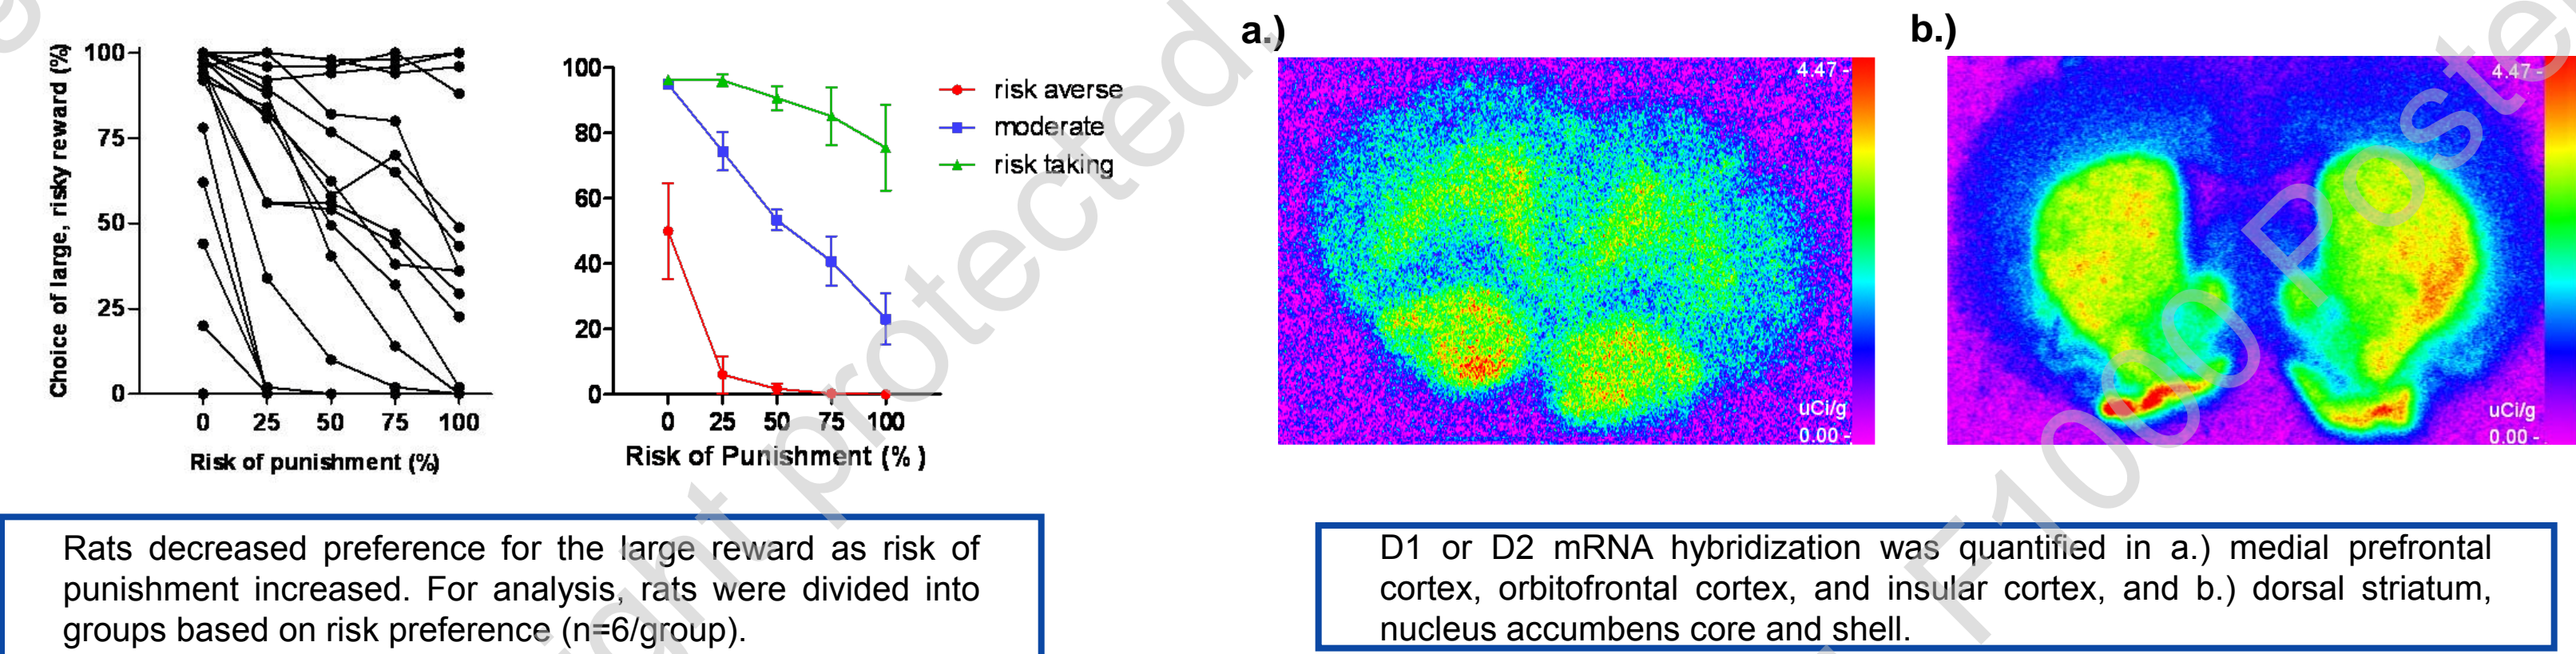 Choice of large, risky reward (%)
100
75
50
25
0
0 25 50 75 100
Risk of punishment (%)
100
80
60
40
20
0
0 25 50 75 100
Risk of Punishment (%)
risk averse
moderate
risk taking
a.)
4.47 -
uCi/g
0.00 -
b.)
4.47 -
uCi/g
0.00 -
Rats decreased preference for the large reward as risk of
punishment increased. For analysis, rats were divided into
groups based on risk preference (n=6/group).
D1 or D2 mRNA hybridization was quantified in a.) medial prefrontal
cortex, orbitofrontal cortex, and insular cortex, and b.) dorsal striatum,
nucleus accumbens core and shell.
protected.
F1000 Poste